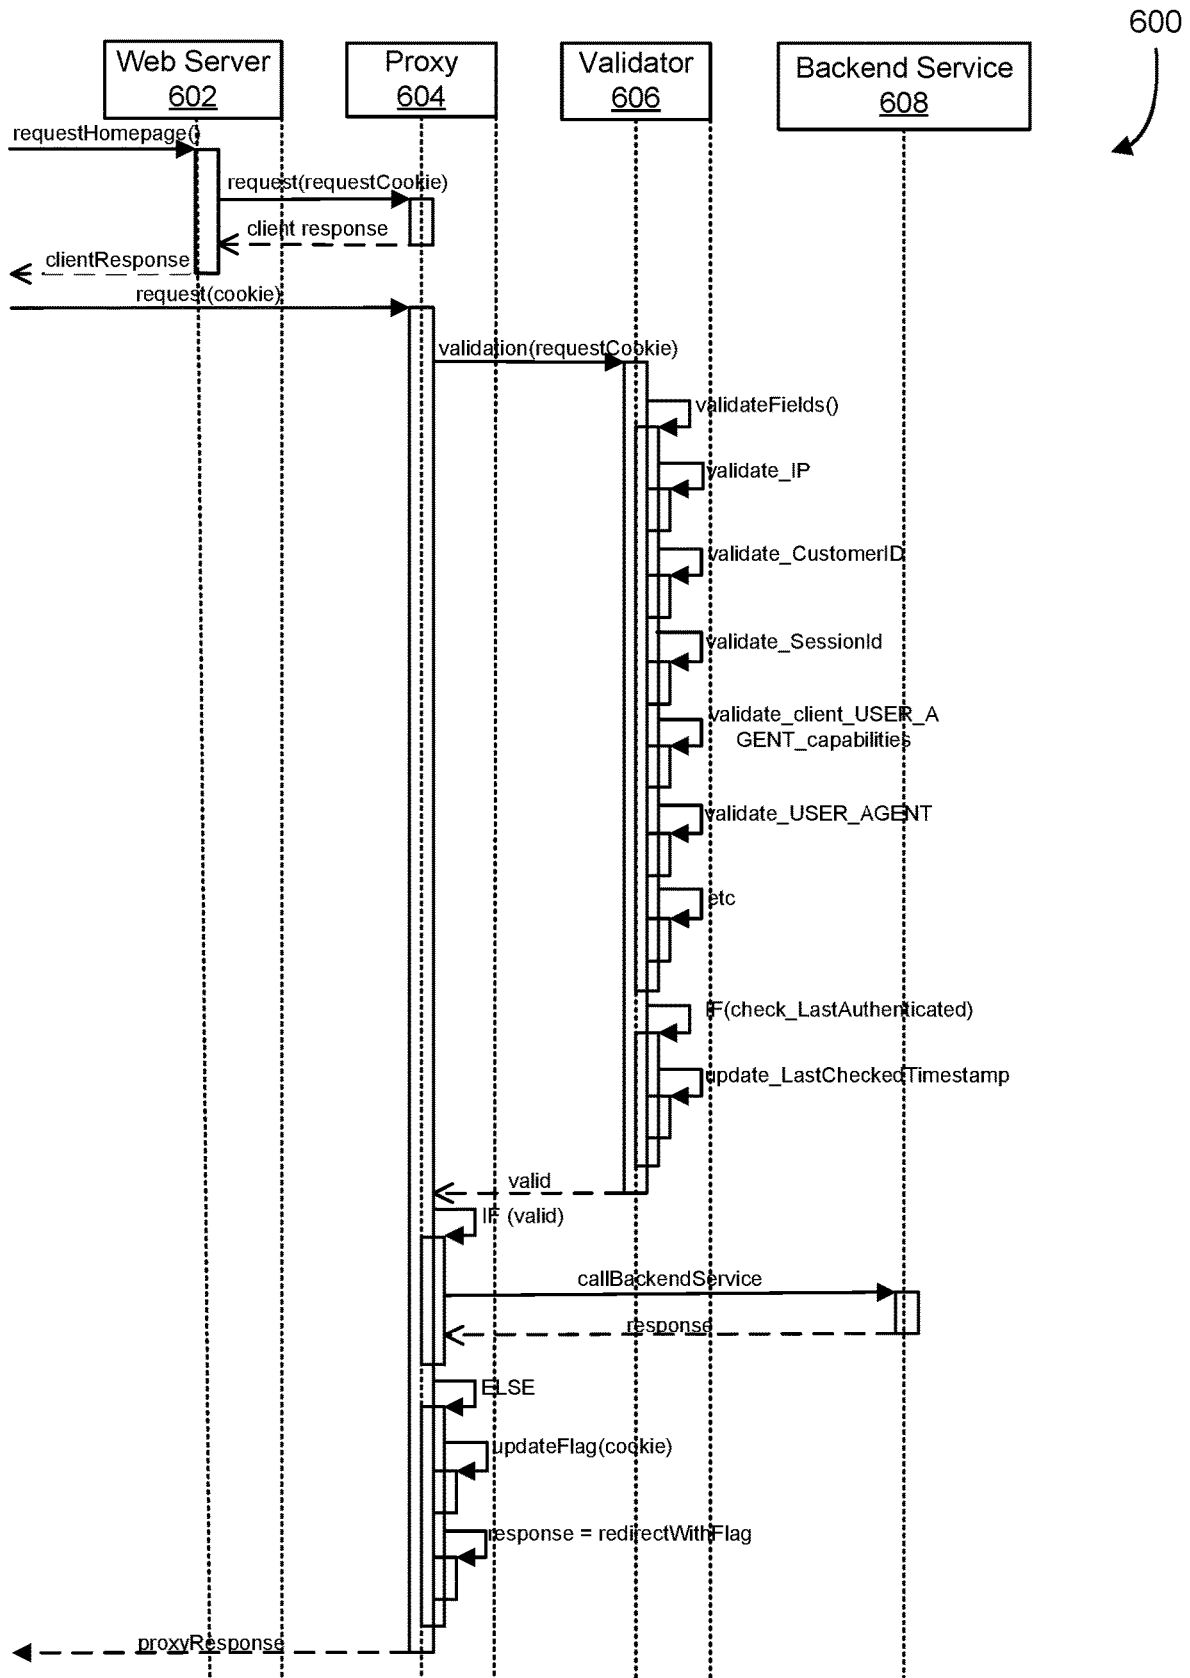 600
Web Server
602
Proxy
604
Validator
606
Backend Service
608
requestHomepage()
request(requestCookie)
client response
clientResponse
request(cookie)
validation(requestCookie)
validateFields()
validate_IP
validate_CustomerID
validate_SessionId
validate_client_USER_A
GENT_capabilities
validate_USER_AGENT
etc
IF(check_LastAuthenticated)
update_LastCheckedTimestamp
valid
IF (valid)
callBackendService
response
ELSE
updateFlag(cookie)
response = redirectWithFlag
proxyResponse